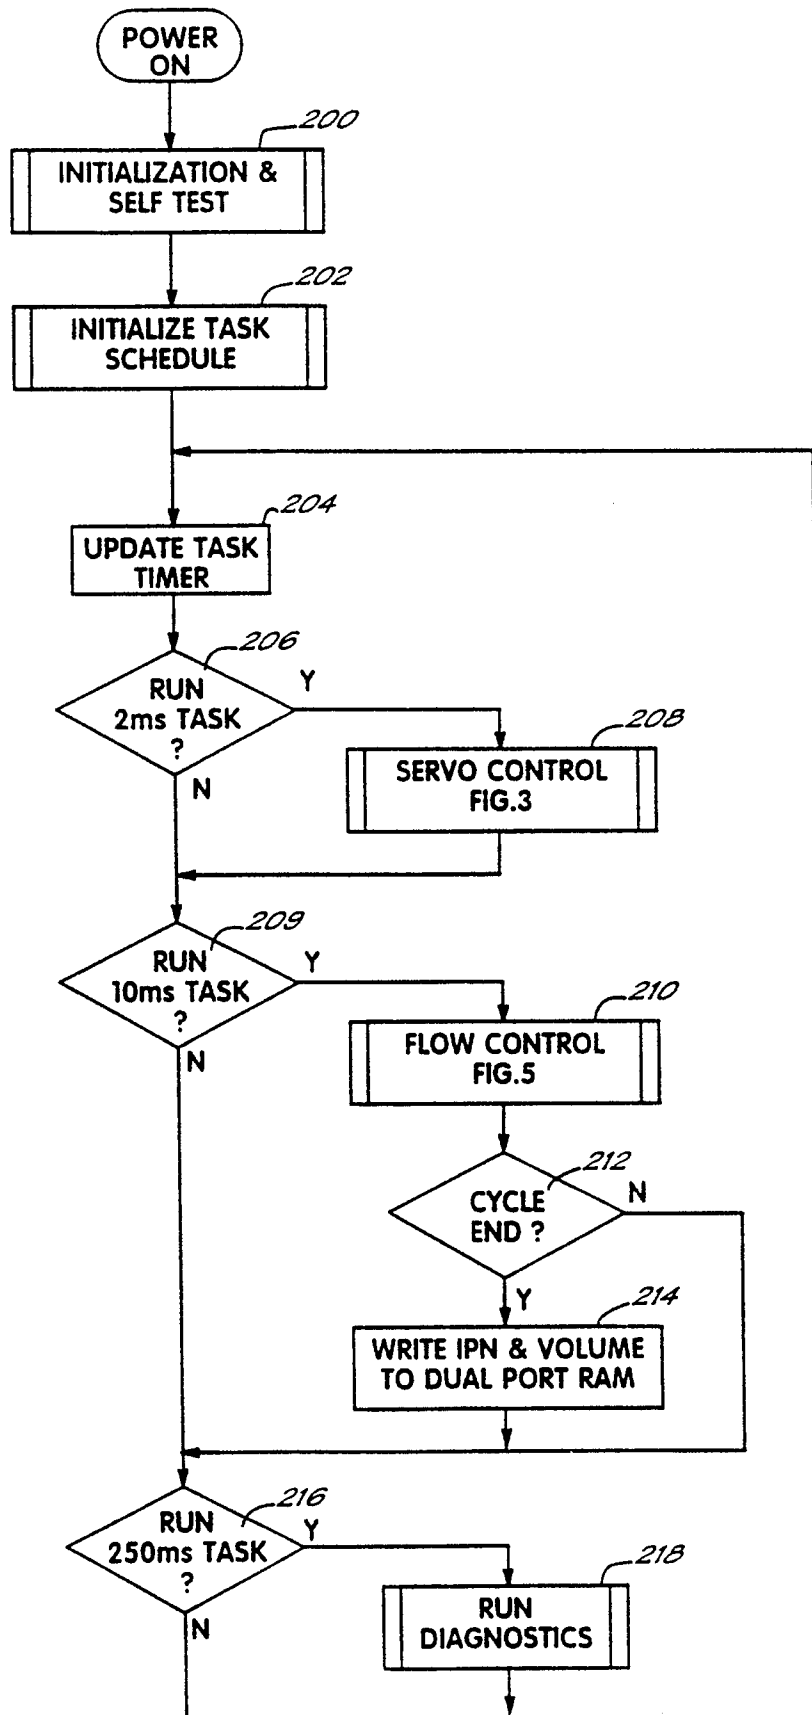 POWER
ON
200
INITIALIZATION &
SELF TEST
202
INITIALIZE TASK
SCHEDULE
204
UPDATE TASK
TIMER
206
RUN
2ms TASK
?
Y
N
208
SERVO CONTROL
FIG.3
209
RUN
10ms TASK
?
Y
N
210
FLOW CONTROL
FIG.5
212
CYCLE
END ?
N
Y
214
WRITE IPN & VOLUME
TO DUAL PORT RAM
216
RUN
250ms TASK
?
Y
N
218
RUN
DIAGNOSTICS